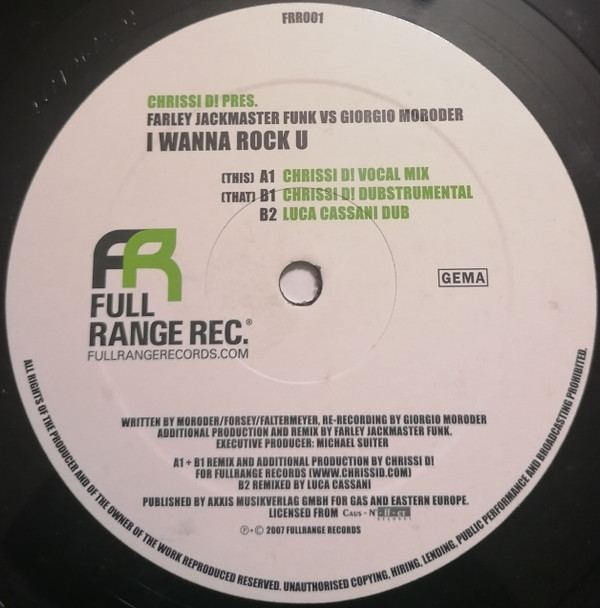 FRR001
CHRISSI D! PRES.
FARLEY JACKMASTER FUNK VS GIORGIO MORODER
I WANNA ROCK U
(THIS) A1 CHRISSI D! VOCAL MIX
(THAT) B1 CHRISSI D! DUBSTRUMENTAL
B2 LUCA CASSANI DUB
GEMA
FR
FULL
RANGE REC.®
FULLRANGERECORDS.COM
WRITTEN BY MORODER/FORSEY/FALTERMEYER, RE-RECORDING BY GIORGIO MORODER
ADDITIONAL PRODUCTION AND REMIX BY FARLEY JACKMASTER FUNK.
EXECUTIVE PRODUCER: MICHAEL SUITER
A1 + B1 REMIX AND ADDITIONAL PRODUCTION BY CHRISSI D!
FOR FULLRANGE RECORDS (WWW.CHRISSID.COM)
B2 REMIXED BY LUCA CASSANI
PUBLISHED BY AXXIS MUSIKVERLAG GMBH FOR GAS AND EASTERN EUROPE.
LICENSED FROM CAUS-N'-ff-ct RECORDS
℗+© 2007 FULLRANGE RECORDS
ALL RIGHTS OF THE PRODUCER AND OF THE OWNER OF THE WORK REPRODUCED RESERVED. UNAUTHORISED COPYING, HIRING, LENDING, PUBLIC PERFORMANCE AND BROADCASTING PROHIBITED.